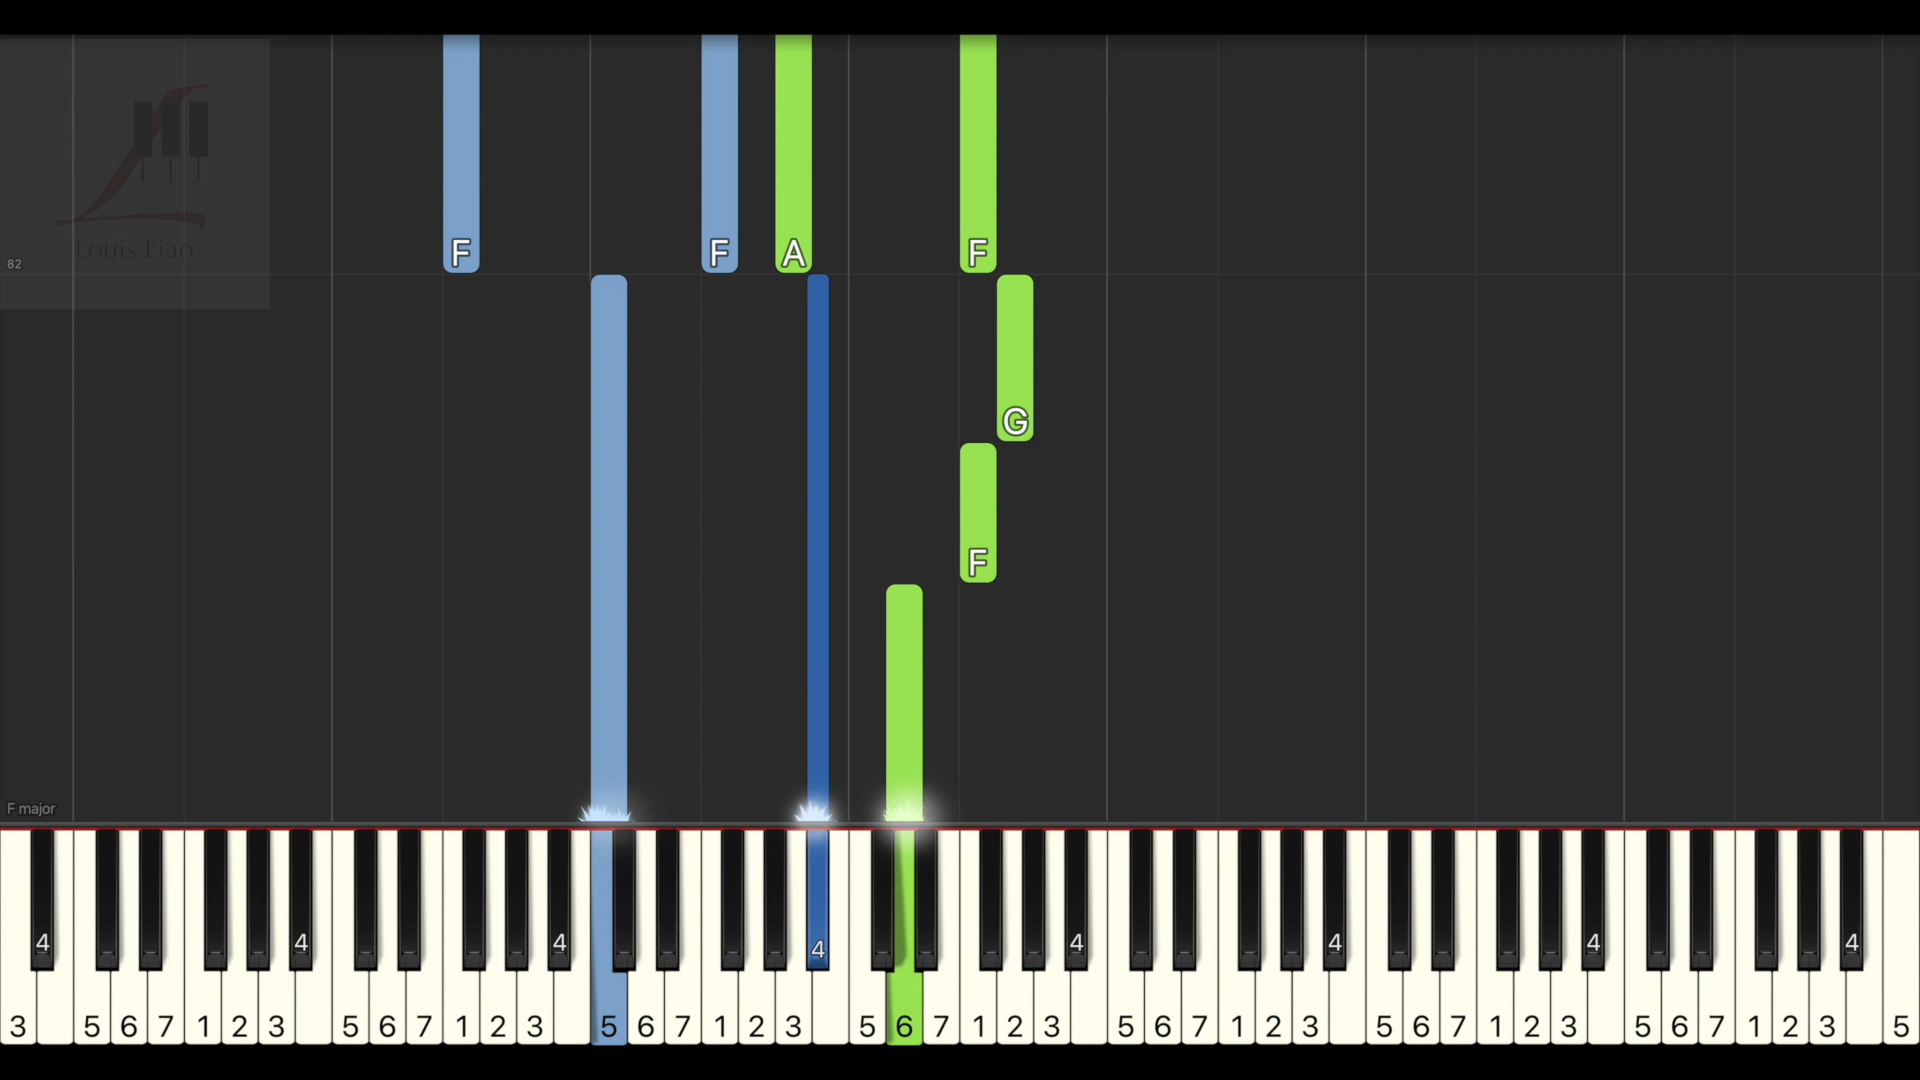 F F A F
Louis Liao
82
G
F
F major
4 4 4 4 4 4 4 4
3 5 6 7 1 2 3 5 6 7 1 2 3 5 6 7 1 2 3 5 6 7 1 2 3 5 6 7 1 2 3 5 6 7 1 2 3 5 6 7 1 2 3 5